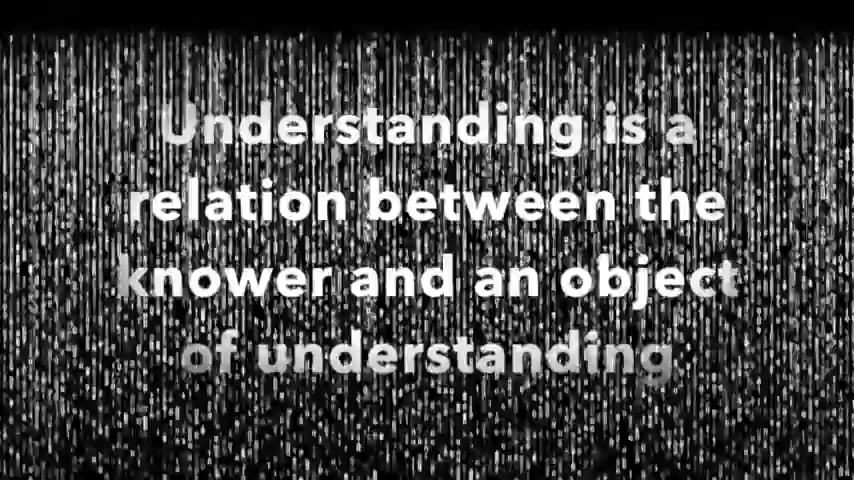 Understanding is a
relation between the
knower and an object
of understanding